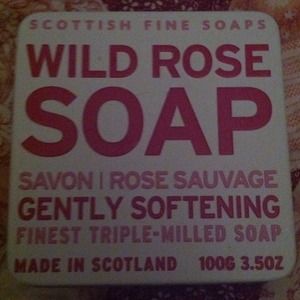 SCOTTISH FINE SOAPS
WILD ROSE
SOAP
SAVON | ROSE SAUVAGE
GENTLY SOFTENING
FINEST TRIPLE-MILLED SOAP
MADE IN SCOTLAND 100G 3.5OZ